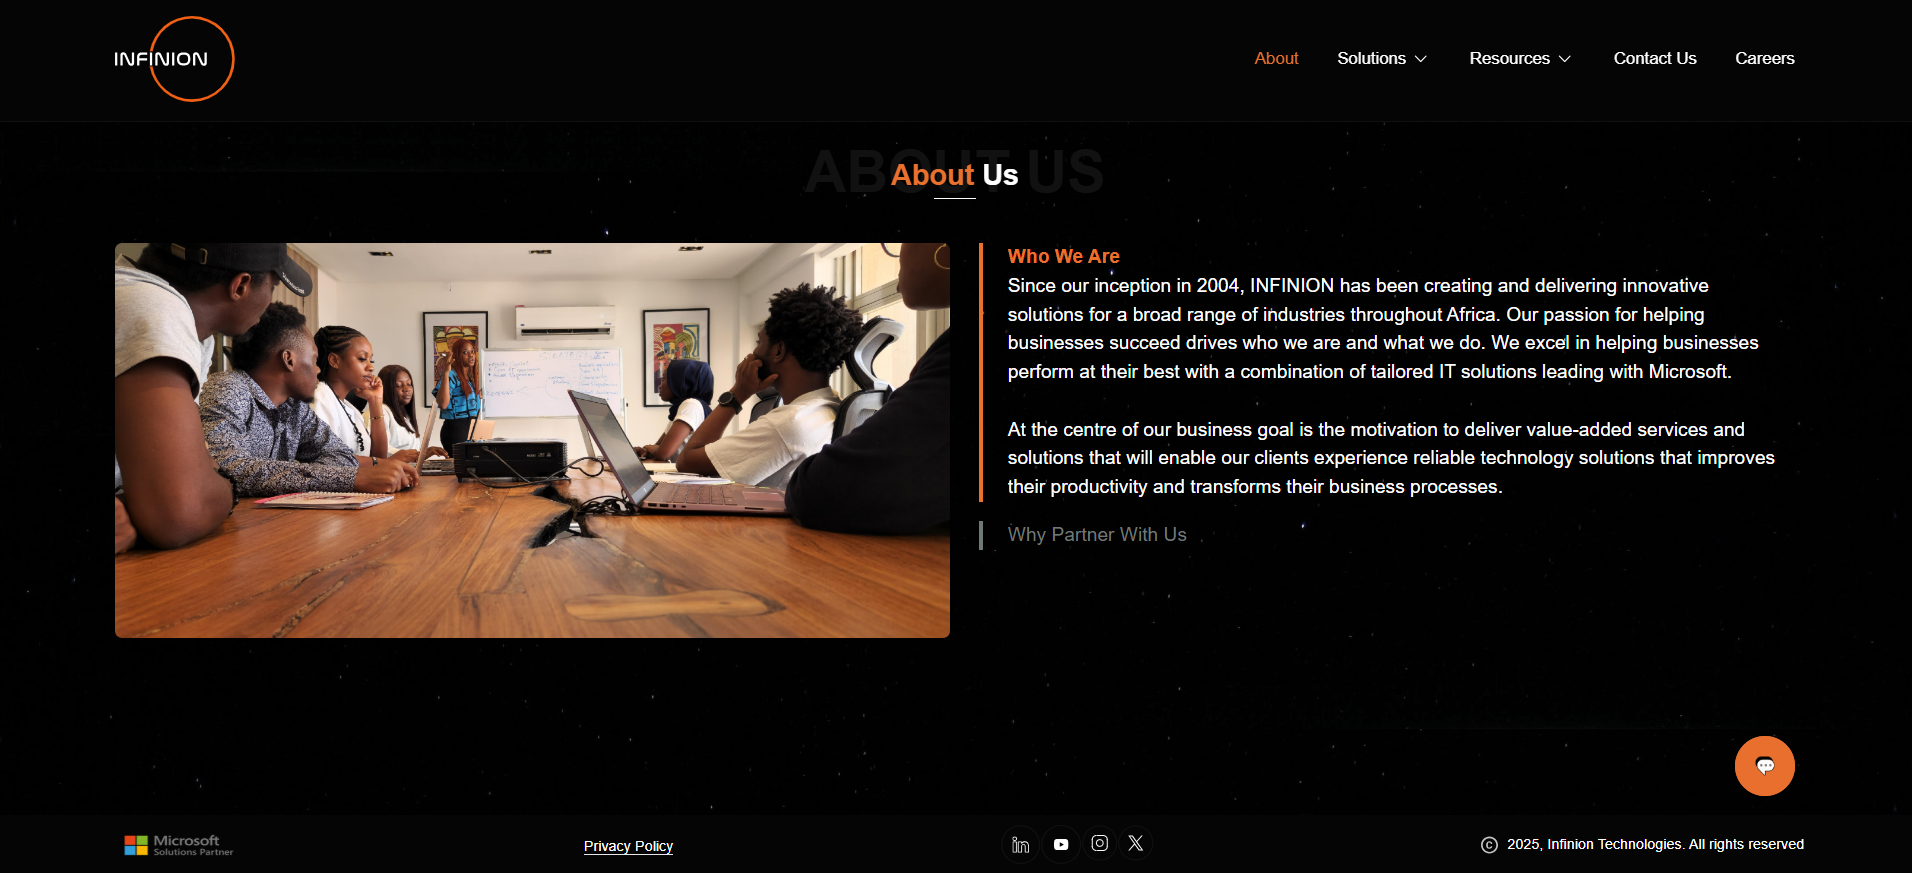 INFINION
About
Solutions
Resources
Contact Us
Careers
ABOUT US
About Us
Who We Are
Since our inception in 2004, INFINION has been creating and delivering innovative
solutions for a broad range of industries throughout Africa. Our passion for helping
businesses succeed drives who we are and what we do. We excel in helping businesses
perform at their best with a combination of tailored IT solutions leading with Microsoft.
At the centre of our business goal is the motivation to deliver value-added services and
solutions that will enable our clients experience reliable technology solutions that improves
their productivity and transforms their business processes.
Why Partner With Us
Microsoft
Solutions Partner
Privacy Policy
in
X
© 2025, Infinion Technologies. All rights reserved